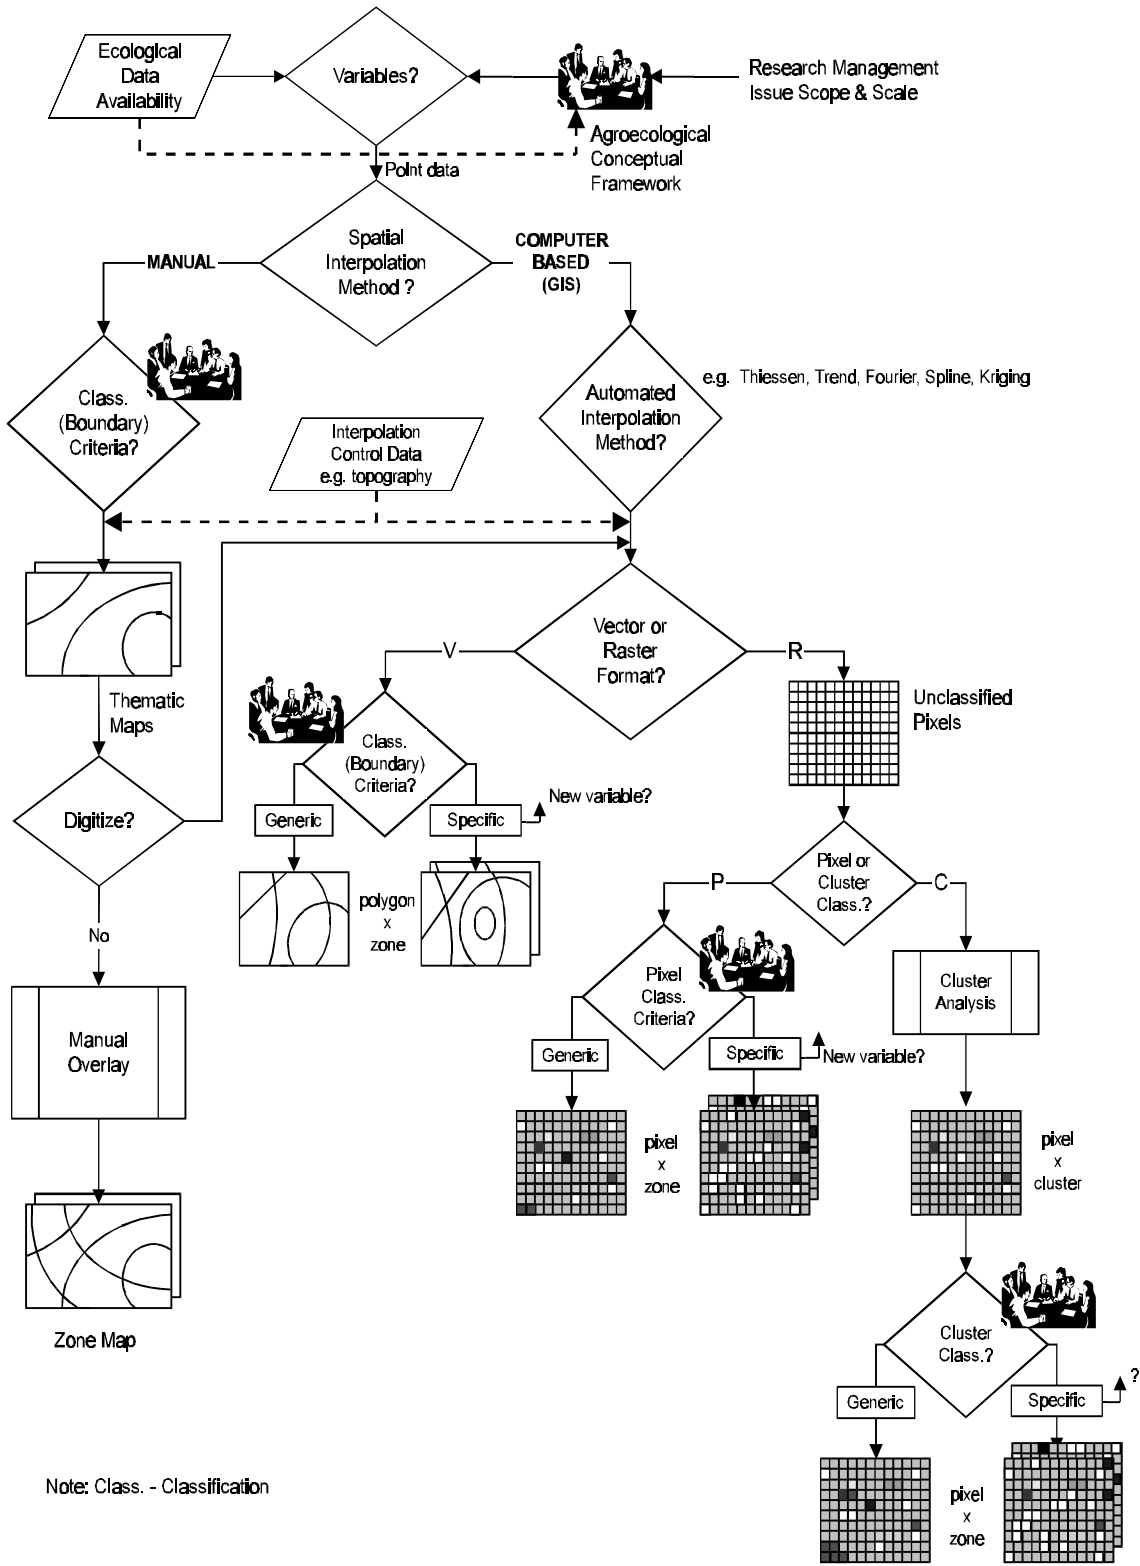 Ecological
Data
Availability
Variables?
Research Management
Issue Scope & Scale
Agroecological
Conceptual
Framework
Point data
Spatial
Interpolation
Method ?
MANUAL
COMPUTER
BASED
(GIS)
Class.
(Boundary)
Criteria?
Automated
Interpolation
Method?
e.g. Thiessen, Trend, Fourier, Spline, Kriging
Interpolation
Control Data
e.g. topography
Vector or
Raster
Format?
V
R
Thematic
Maps
Unclassified
Pixels
Class.
(Boundary)
Criteria?
Digitize?
Generic
Specific
New variable?
Pixel or
Cluster
Class.?
P
C
polygon
x
zone
No
Pixel
Class.
Criteria?
Cluster
Analysis
Manual
Overlay
Generic
Specific
New variable?
pixel
x
zone
pixel
x
cluster
Zone Map
Cluster
Class.?
Generic
Specific
?
Note: Class. - Classification
pixel
x
zone